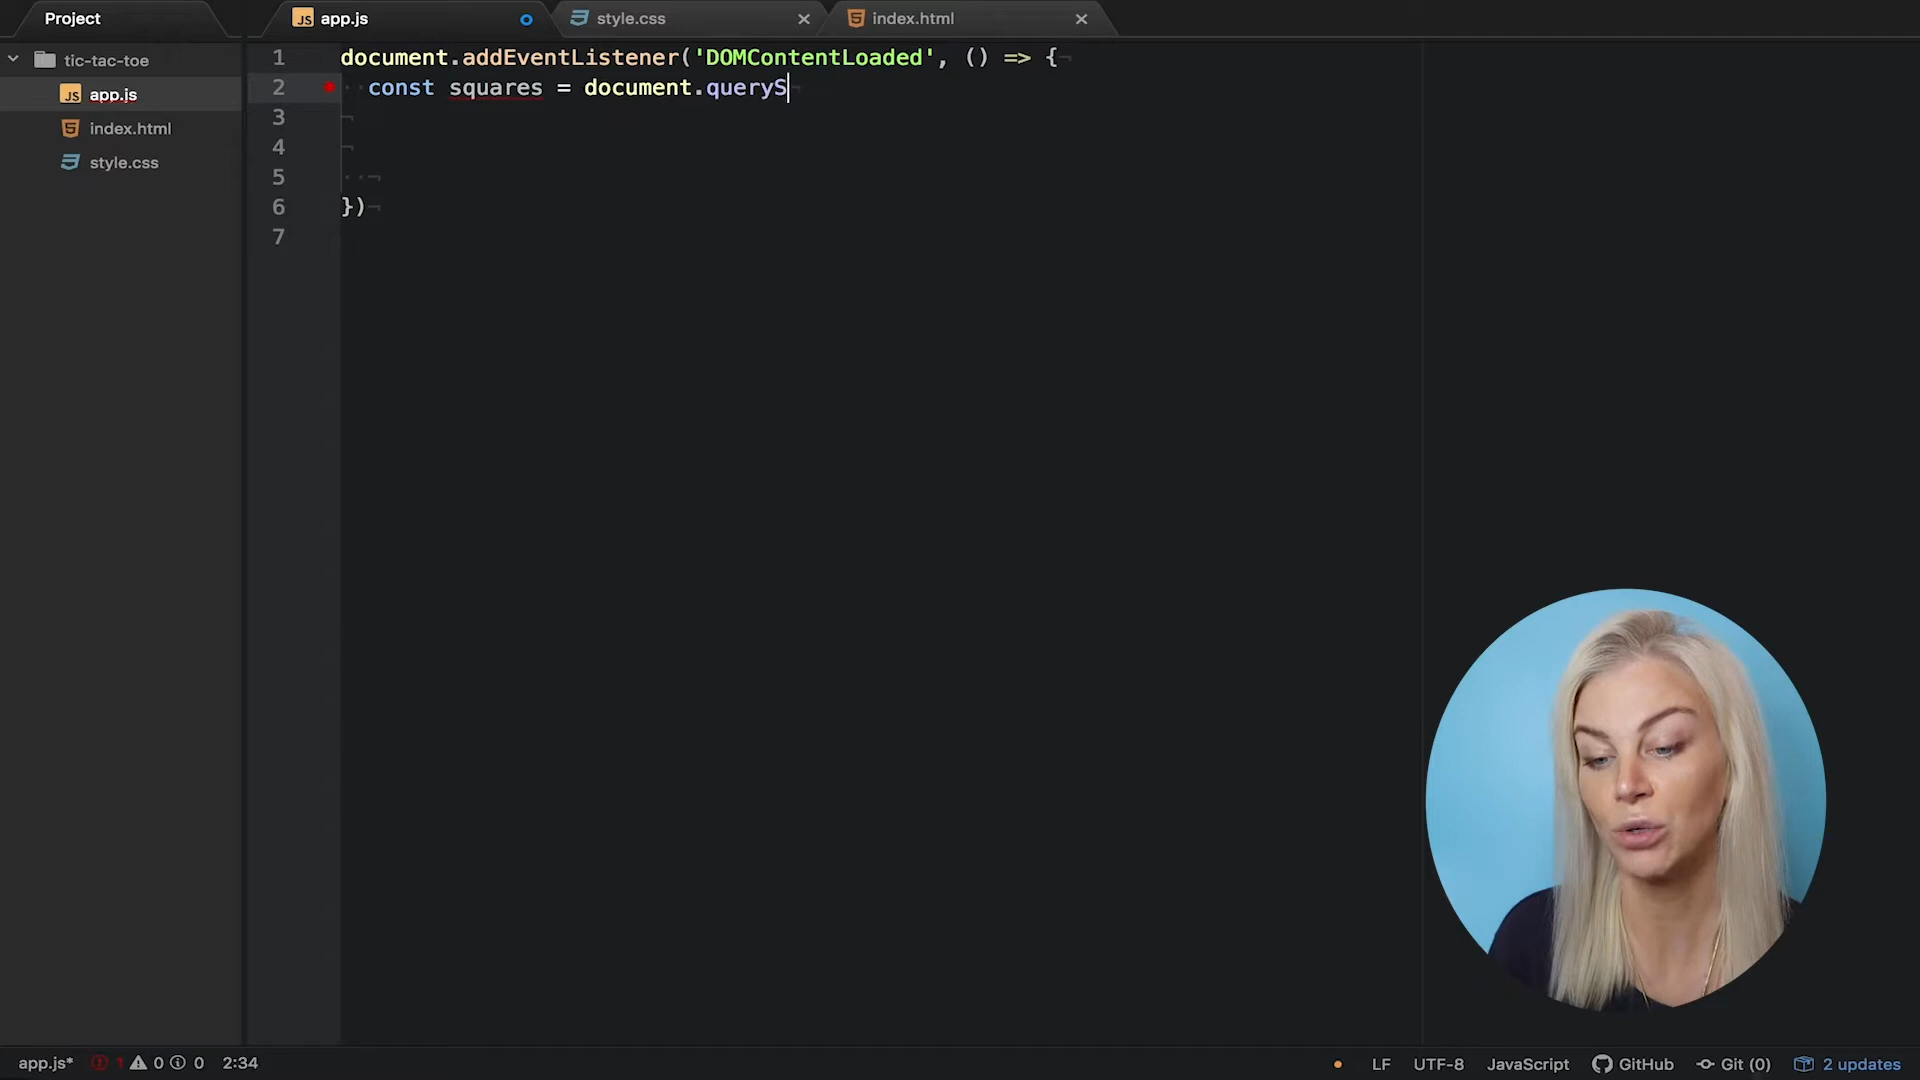 Project
app.js
style.css
index.html
tic-tac-toe
app.js
index.html
style.css
1 document.addEventListener('DOMContentLoaded', () => {
2 const squares = document.queryS
3
4
5
6 })
7
app.js* 1 0 0 2:34
LF UTF-8 JavaScript GitHub Git (0) 2 updates